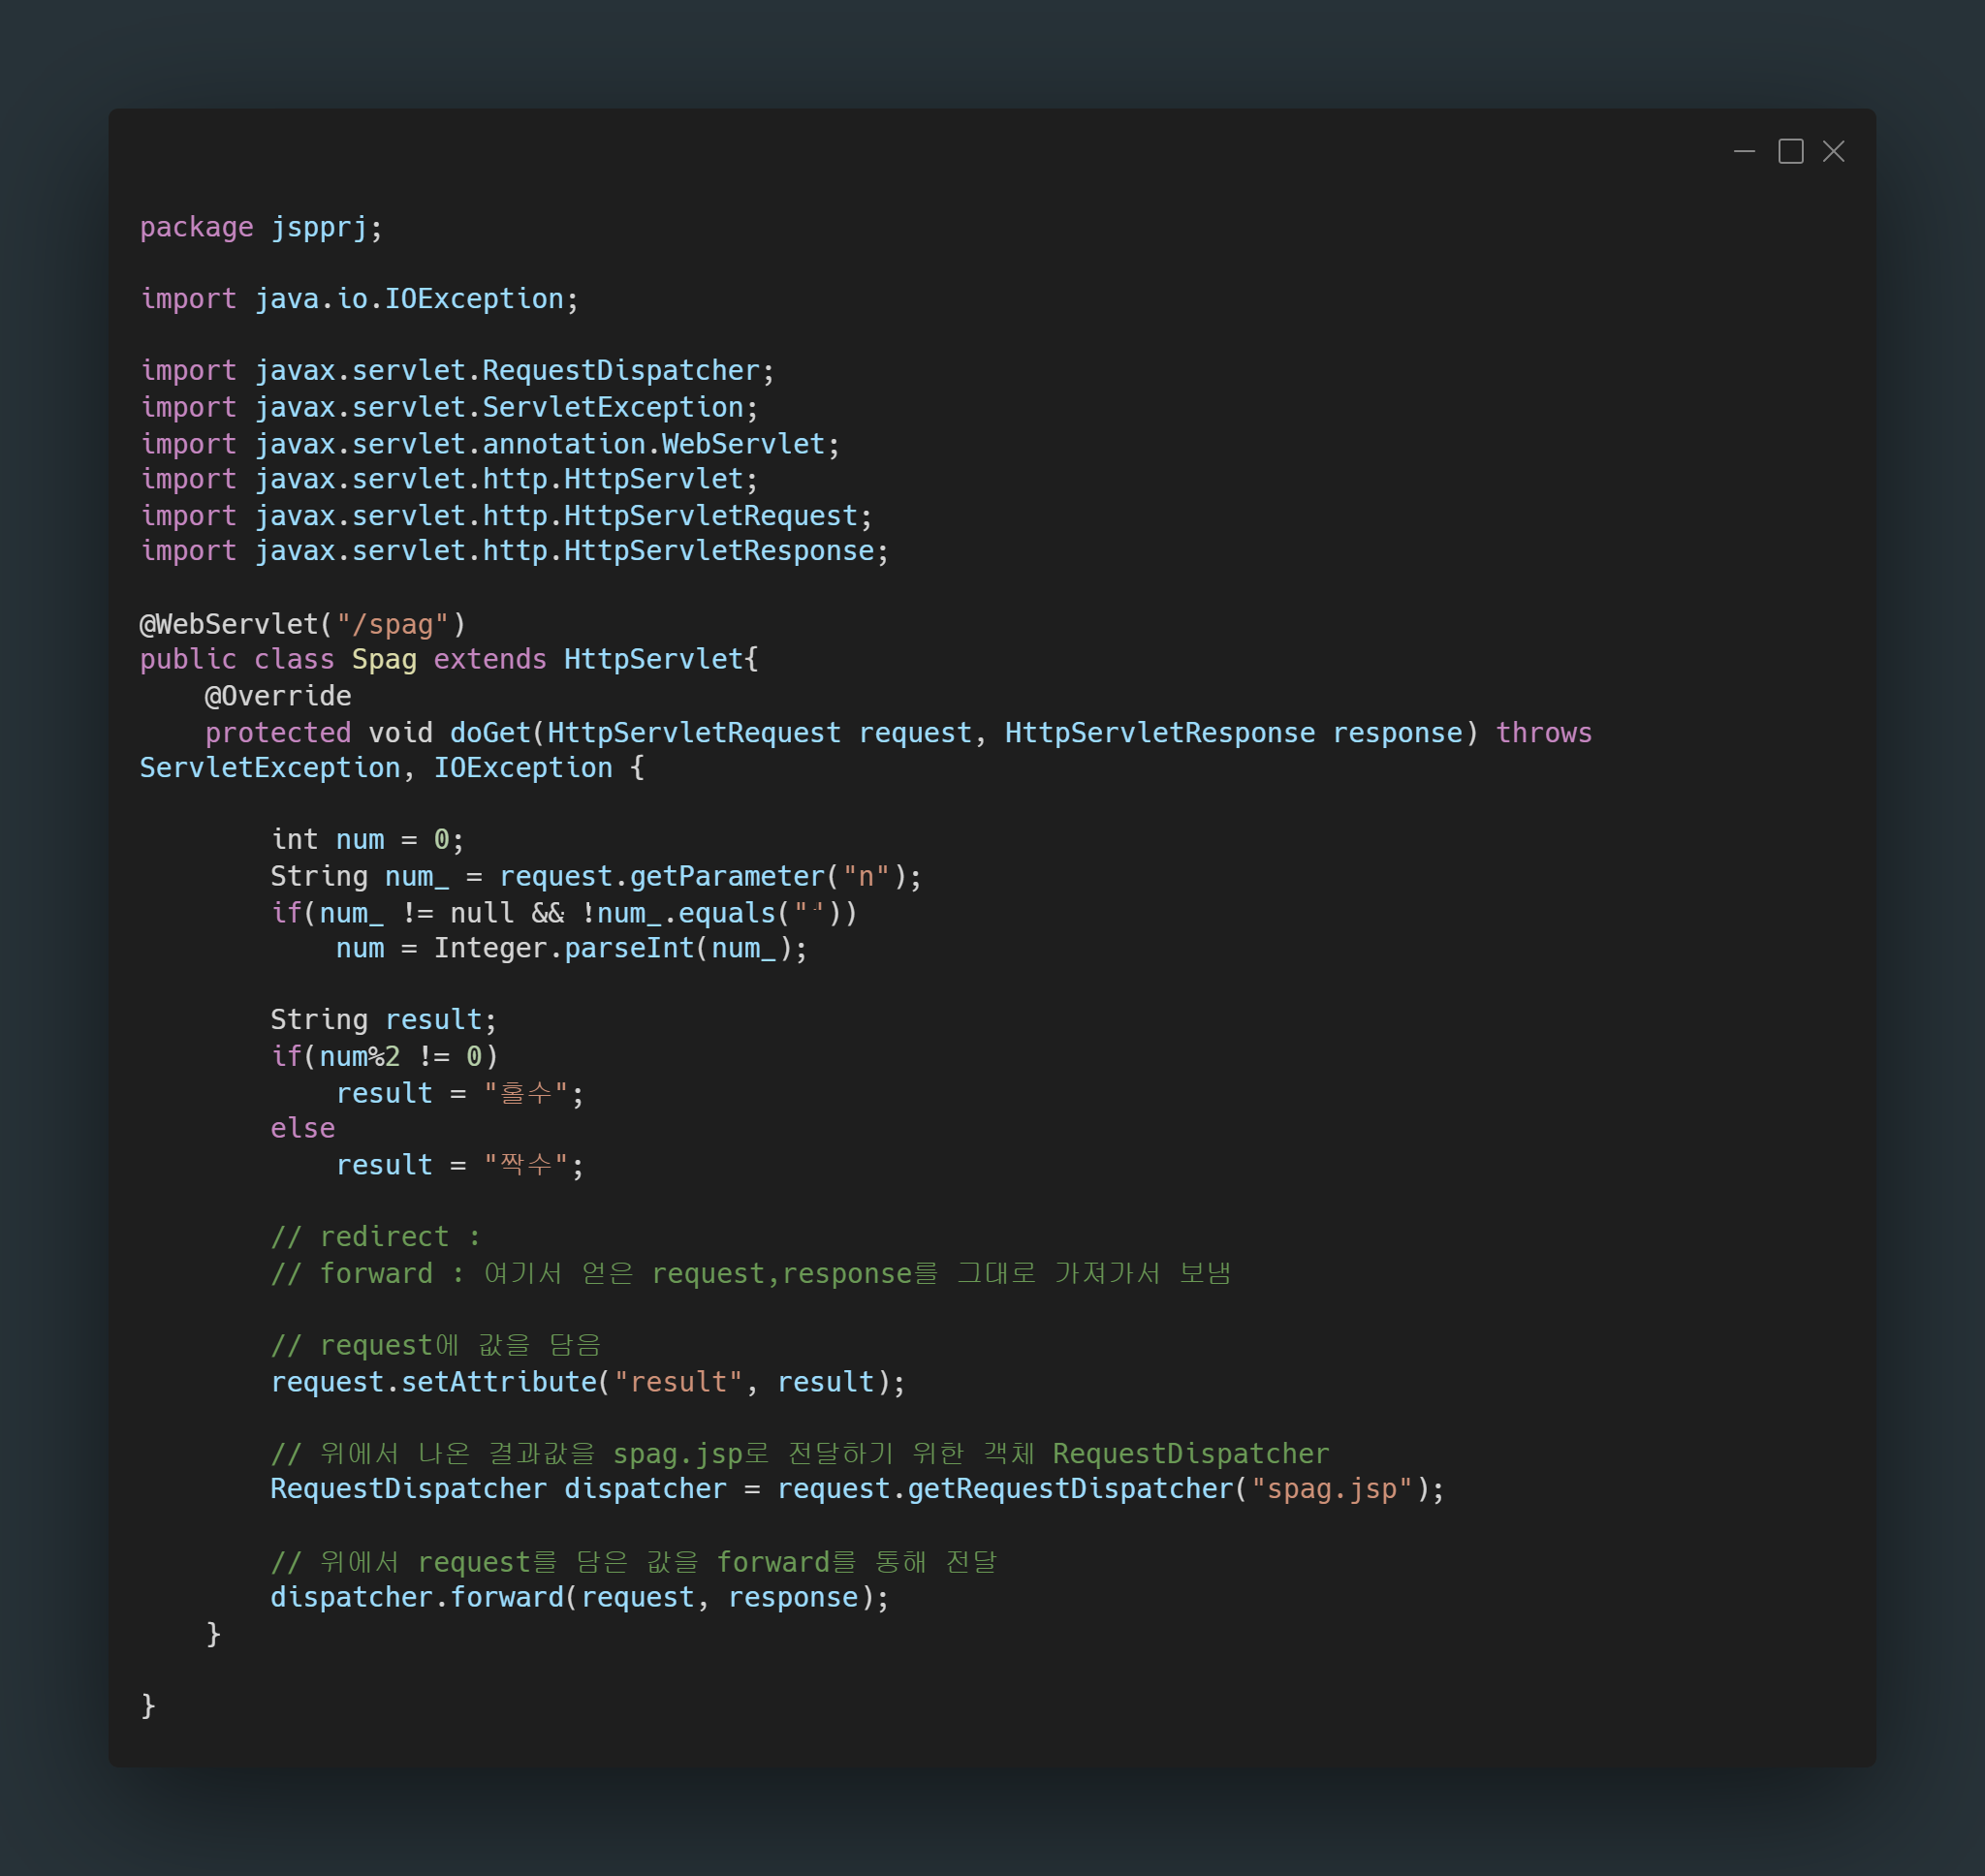 package jspprj;
import java.io.IOException;
import javax.servlet.RequestDispatcher;
import javax.servlet.ServletException;
import javax.servlet.annotation.WebServlet;
import javax.servlet.http.HttpServlet;
import javax.servlet.http.HttpServletRequest;
import javax.servlet.http.HttpServletResponse;
@WebServlet("/spag")
public class Spag extends HttpServlet{
    @Override
    protected void doGet(HttpServletRequest request, HttpServletResponse response) throws
ServletException, IOException {
        int num = 0;
        String num_ = request.getParameter("n");
        if(num_ != null && !num_.equals(""))
            num = Integer.parseInt(num_);
        String result;
        if(num%2 != 0)
            result = "홀수";
        else
            result = "짝수";
        // redirect :
        // forward : 여기서 얻은 request,response를 그대로 가져가서 보냄
        // request에 값을 담음
        request.setAttribute("result", result);
        // 위에서 나온 결과값을 spag.jsp로 전달하기 위한 객체 RequestDispatcher
        RequestDispatcher dispatcher = request.getRequestDispatcher("spag.jsp");
        // 위에서 request를 담은 값을 forward를 통해 전달
        dispatcher.forward(request, response);
    }
}